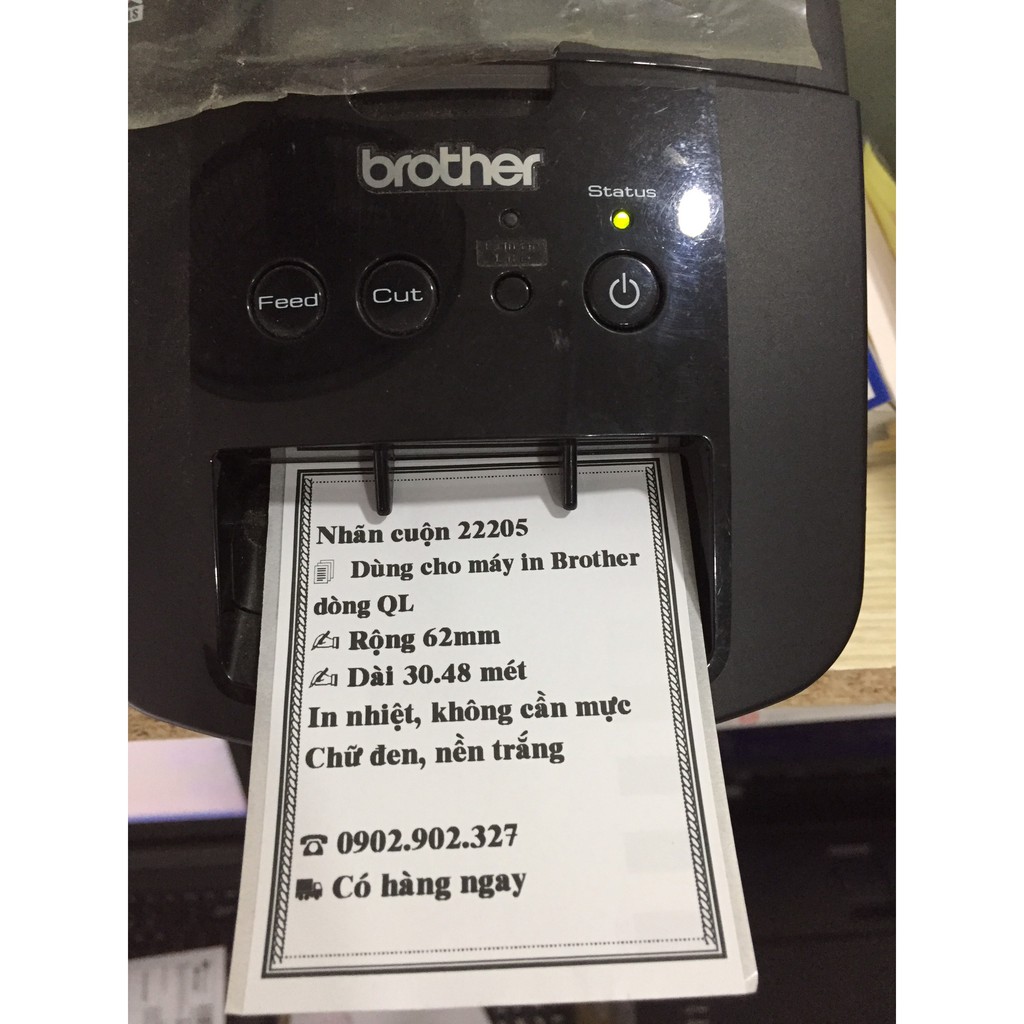 brother
Status
Feed
Cut
Nhãn cuộn 22205
Dùng cho máy in Brother
dòng QL
Rộng 62mm
Dài 30.48 mét
In nhiệt, không cần mực
Chữ đen, nền trắng
0902.902.327
Có hàng ngay